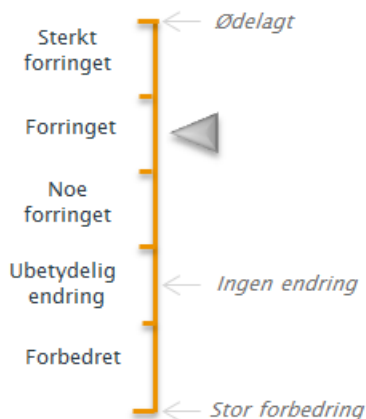 Ødelagt
Sterkt
forringet
Forringet
Noe
forringet
Ubetydelig
endring
Ingen endring
Forbedret
Stor forbedring